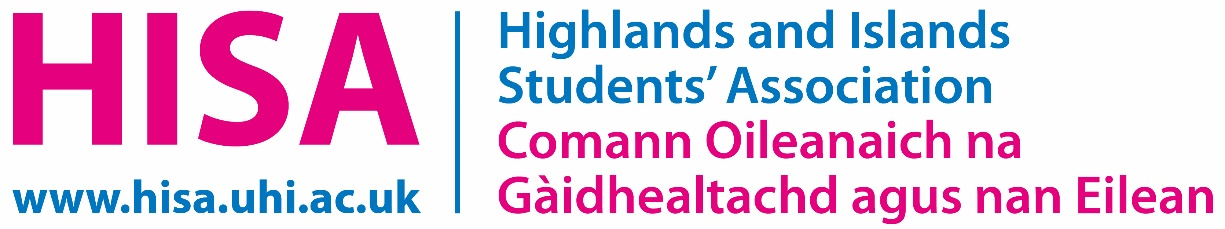 HISA
www.hisa.uhi.ac.uk
Highlands and Islands
Students’ Association
Comann Oileanaich na
Gàidhealtachd agus nan Eilean